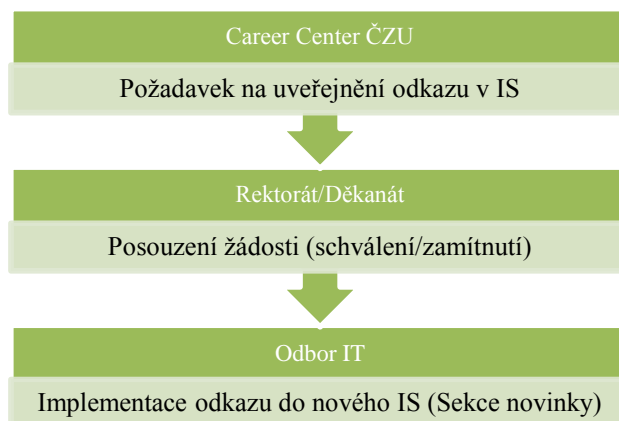 Career Center ČZU
Požadavek na uveřejnění odkazu v IS
Rektorát/Děkanát
Posouzení žádosti (schválení/zamítnutí)
Odbor IT
Implementace odkazu do nového IS (Sekce novinky)